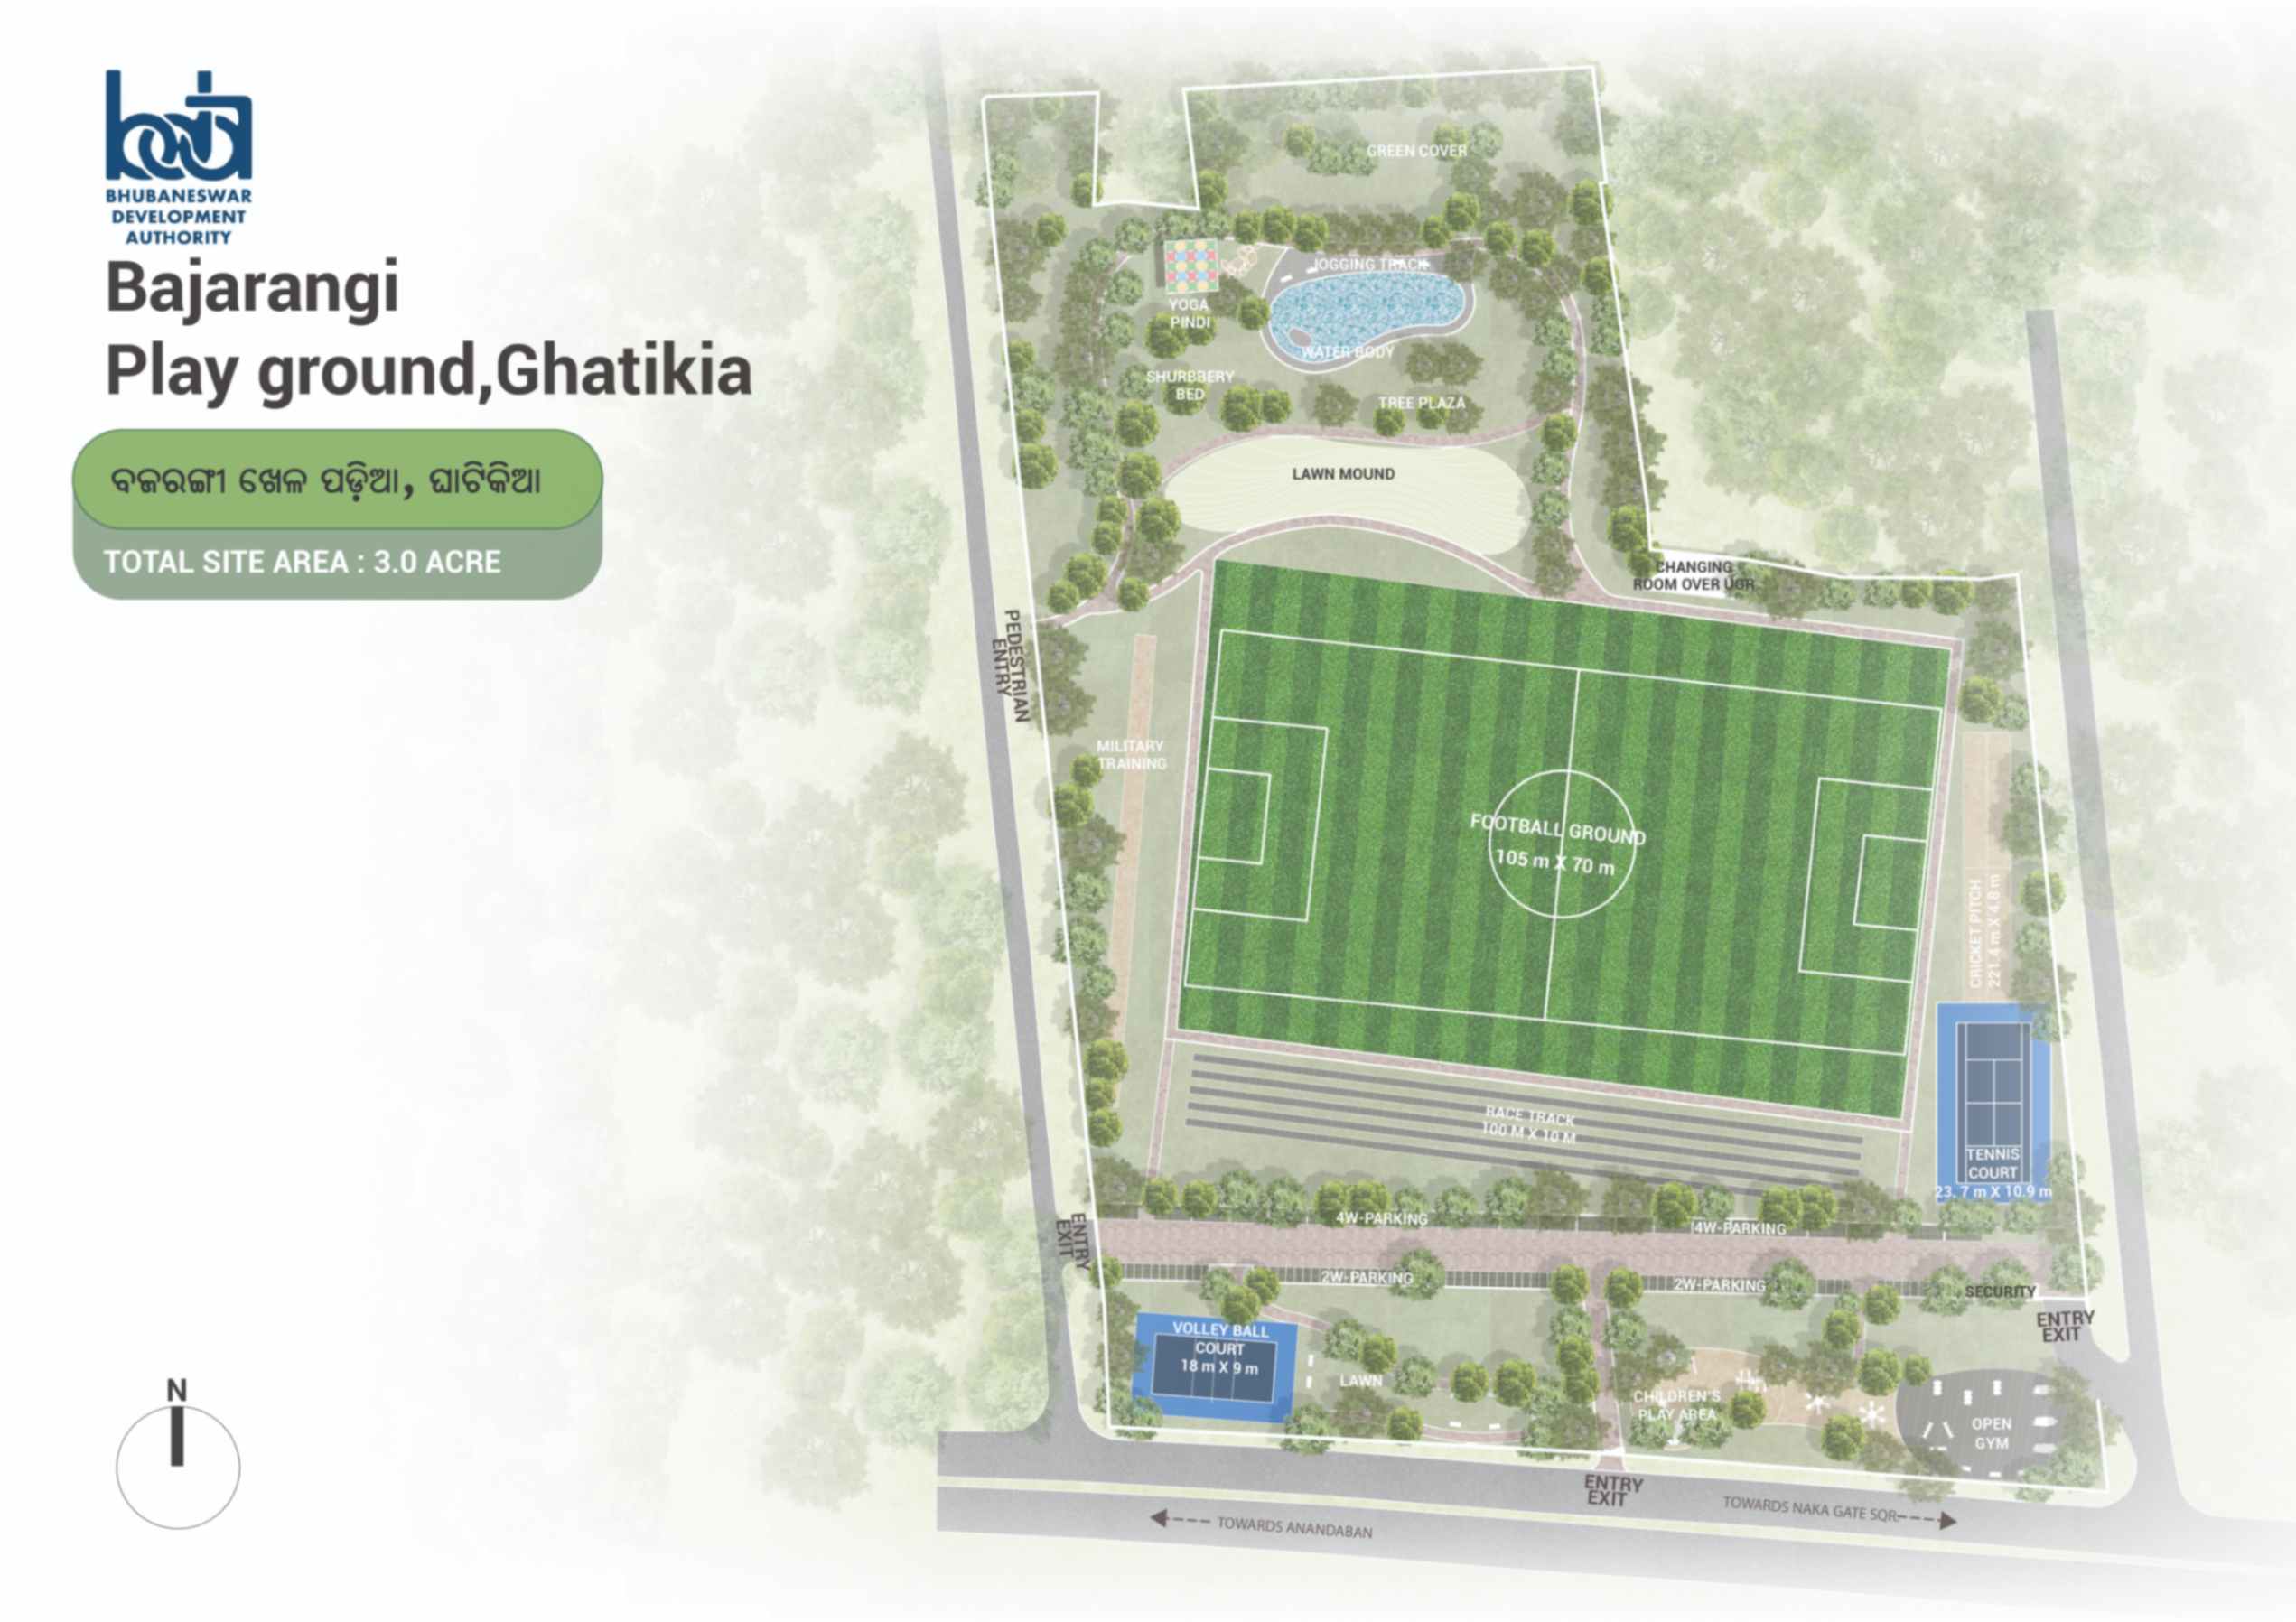 BHUBANESWAR
DEVELOPMENT
AUTHORITY
Bajarangi
Play ground,Ghatikia
ବଜରଙ୍ଗୀ ଖେଳ ପଡ଼ିଆ, ଘାଟିକିଆ
TOTAL SITE AREA : 3.0 ACRE
GREEN COVER
JOGGING TRACK
YOGA
PINDI
WATER BODY
SHURBBERY
BED
TREE PLAZA
LAWN MOUND
CHANGING
ROOM OVER UGR
PEDESTRIAN
ENTRY
MILITARY
TRAINING
FOOTBALL GROUND
105 m X 70 m
CRICKET PITCH
221.4 m X 4.8 m
RACE TRACK
100 M X 10 M
TENNIS
COURT
23. 7 m X 10.9 m
ENTRY
EXIT
4W-PARKING
4W-PARKING
2W-PARKING
2W-PARKING
SECURITY
ENTRY
EXIT
VOLLEY BALL
COURT
18 m X 9 m
LAWN
CHILDREN'S
PLAY AREA
OPEN
GYM
N
ENTRY
EXIT
TOWARDS ANANDABAN
TOWARDS NAKA GATE SQR.